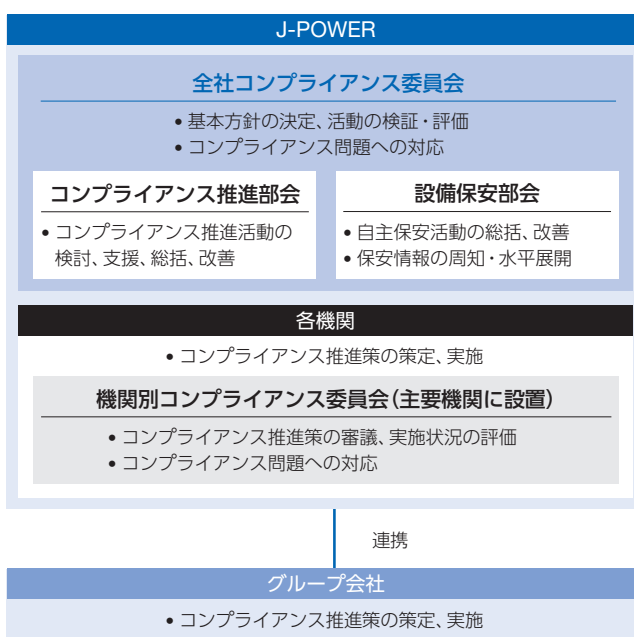 J-POWER
全社コンプライアンス委員会
• 基本方針の決定、活動の検証・評価
• コンプライアンス問題への対応
コンプライアンス推進部会
• コンプライアンス推進活動の
検討、支援、総括、改善
設備保安部会
• 自主保安活動の総括、改善
• 保安情報の周知・水平展開
各機関
• コンプライアンス推進策の策定、実施
機関別コンプライアンス委員会(主要機関に設置)
• コンプライアンス推進策の審議、実施状況の評価
• コンプライアンス問題への対応
連携
グループ会社
• コンプライアンス推進策の策定、実施